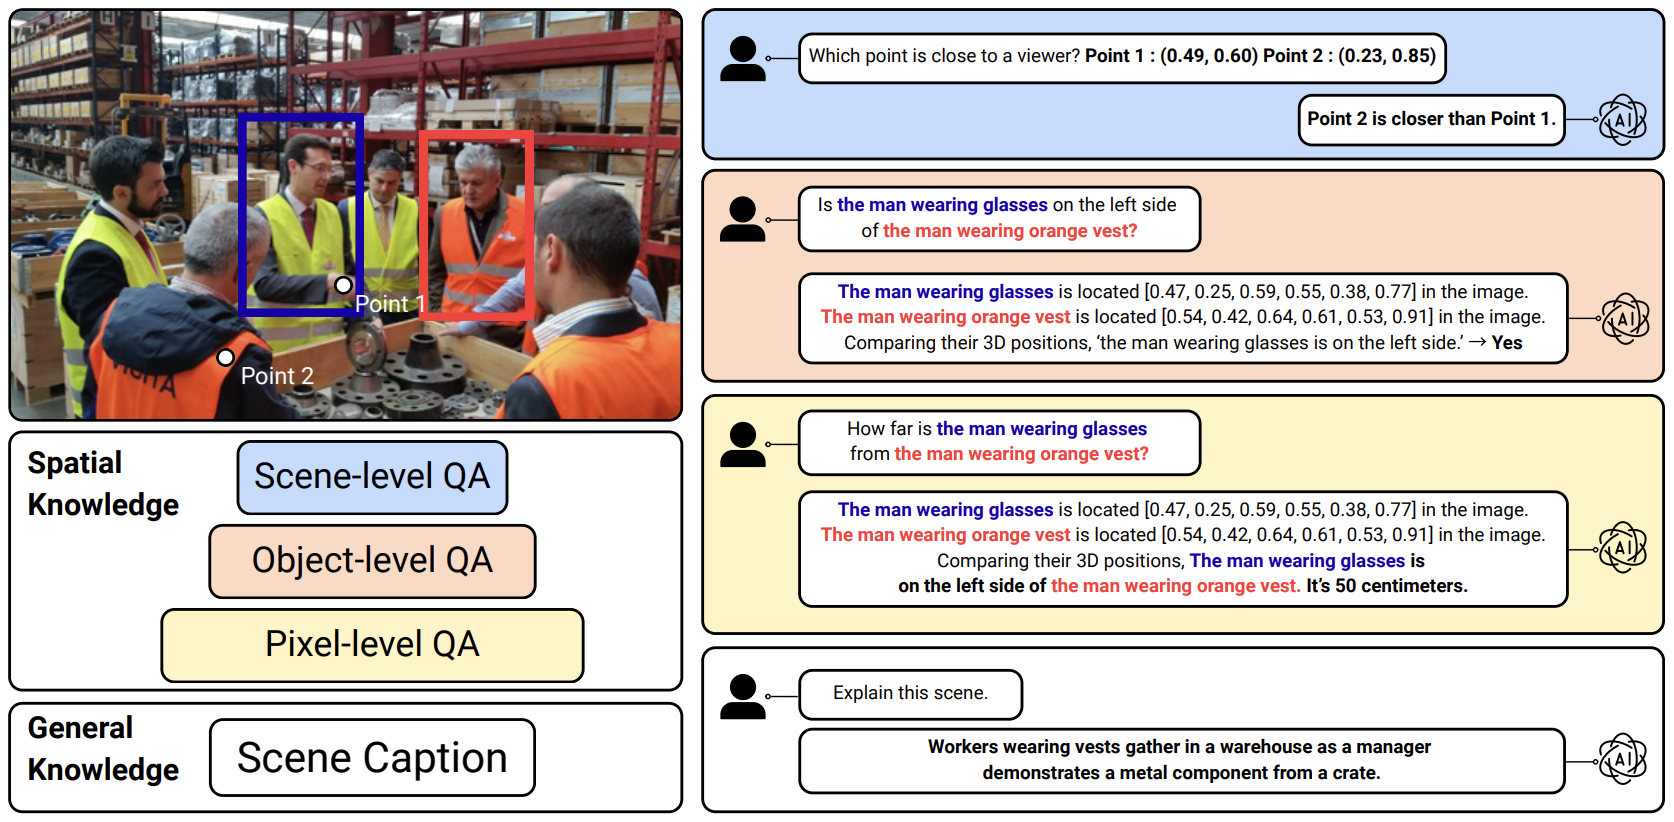 VISITA
Point 1
Point 2
Spatial
Knowledge
Scene-level QA
Object-level QA
Pixel-level QA
General
Knowledge
Scene Caption
Which point is close to a viewer? Point 1 : (0.49, 0.60) Point 2 : (0.23, 0.85)
Point 2 is closer than Point 1.
AI
Is the man wearing glasses on the left side
of the man wearing orange vest?
The man wearing glasses is located [0.47, 0.25, 0.59, 0.55, 0.38, 0.77] in the image.
The man wearing orange vest is located [0.54, 0.42, 0.64, 0.61, 0.53, 0.91] in the image.
Comparing their 3D positions, ‘the man wearing glasses is on the left side.’ → Yes
AI
How far is the man wearing glasses
from the man wearing orange vest?
The man wearing glasses is located [0.47, 0.25, 0.59, 0.55, 0.38, 0.77] in the image.
The man wearing orange vest is located [0.54, 0.42, 0.64, 0.61, 0.53, 0.91] in the image.
Comparing their 3D positions, The man wearing glasses is
on the left side of the man wearing orange vest. It’s 50 centimeters.
AI
Explain this scene.
Workers wearing vests gather in a warehouse as a manager
demonstrates a metal component from a crate.
AI